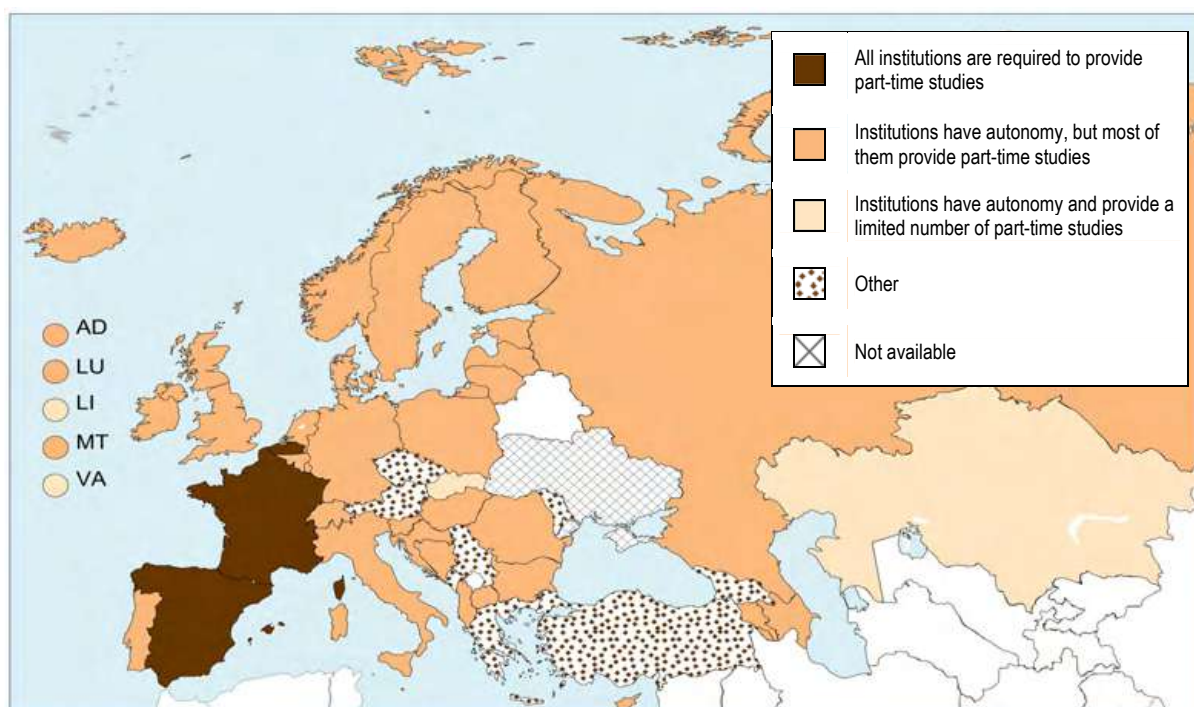 All institutions are required to provide
part-time studies
Institutions have autonomy, but most of
them provide part-time studies
Institutions have autonomy and provide a
limited number of part-time studies
Other
Not available
AD
LU
LI
MT
VA